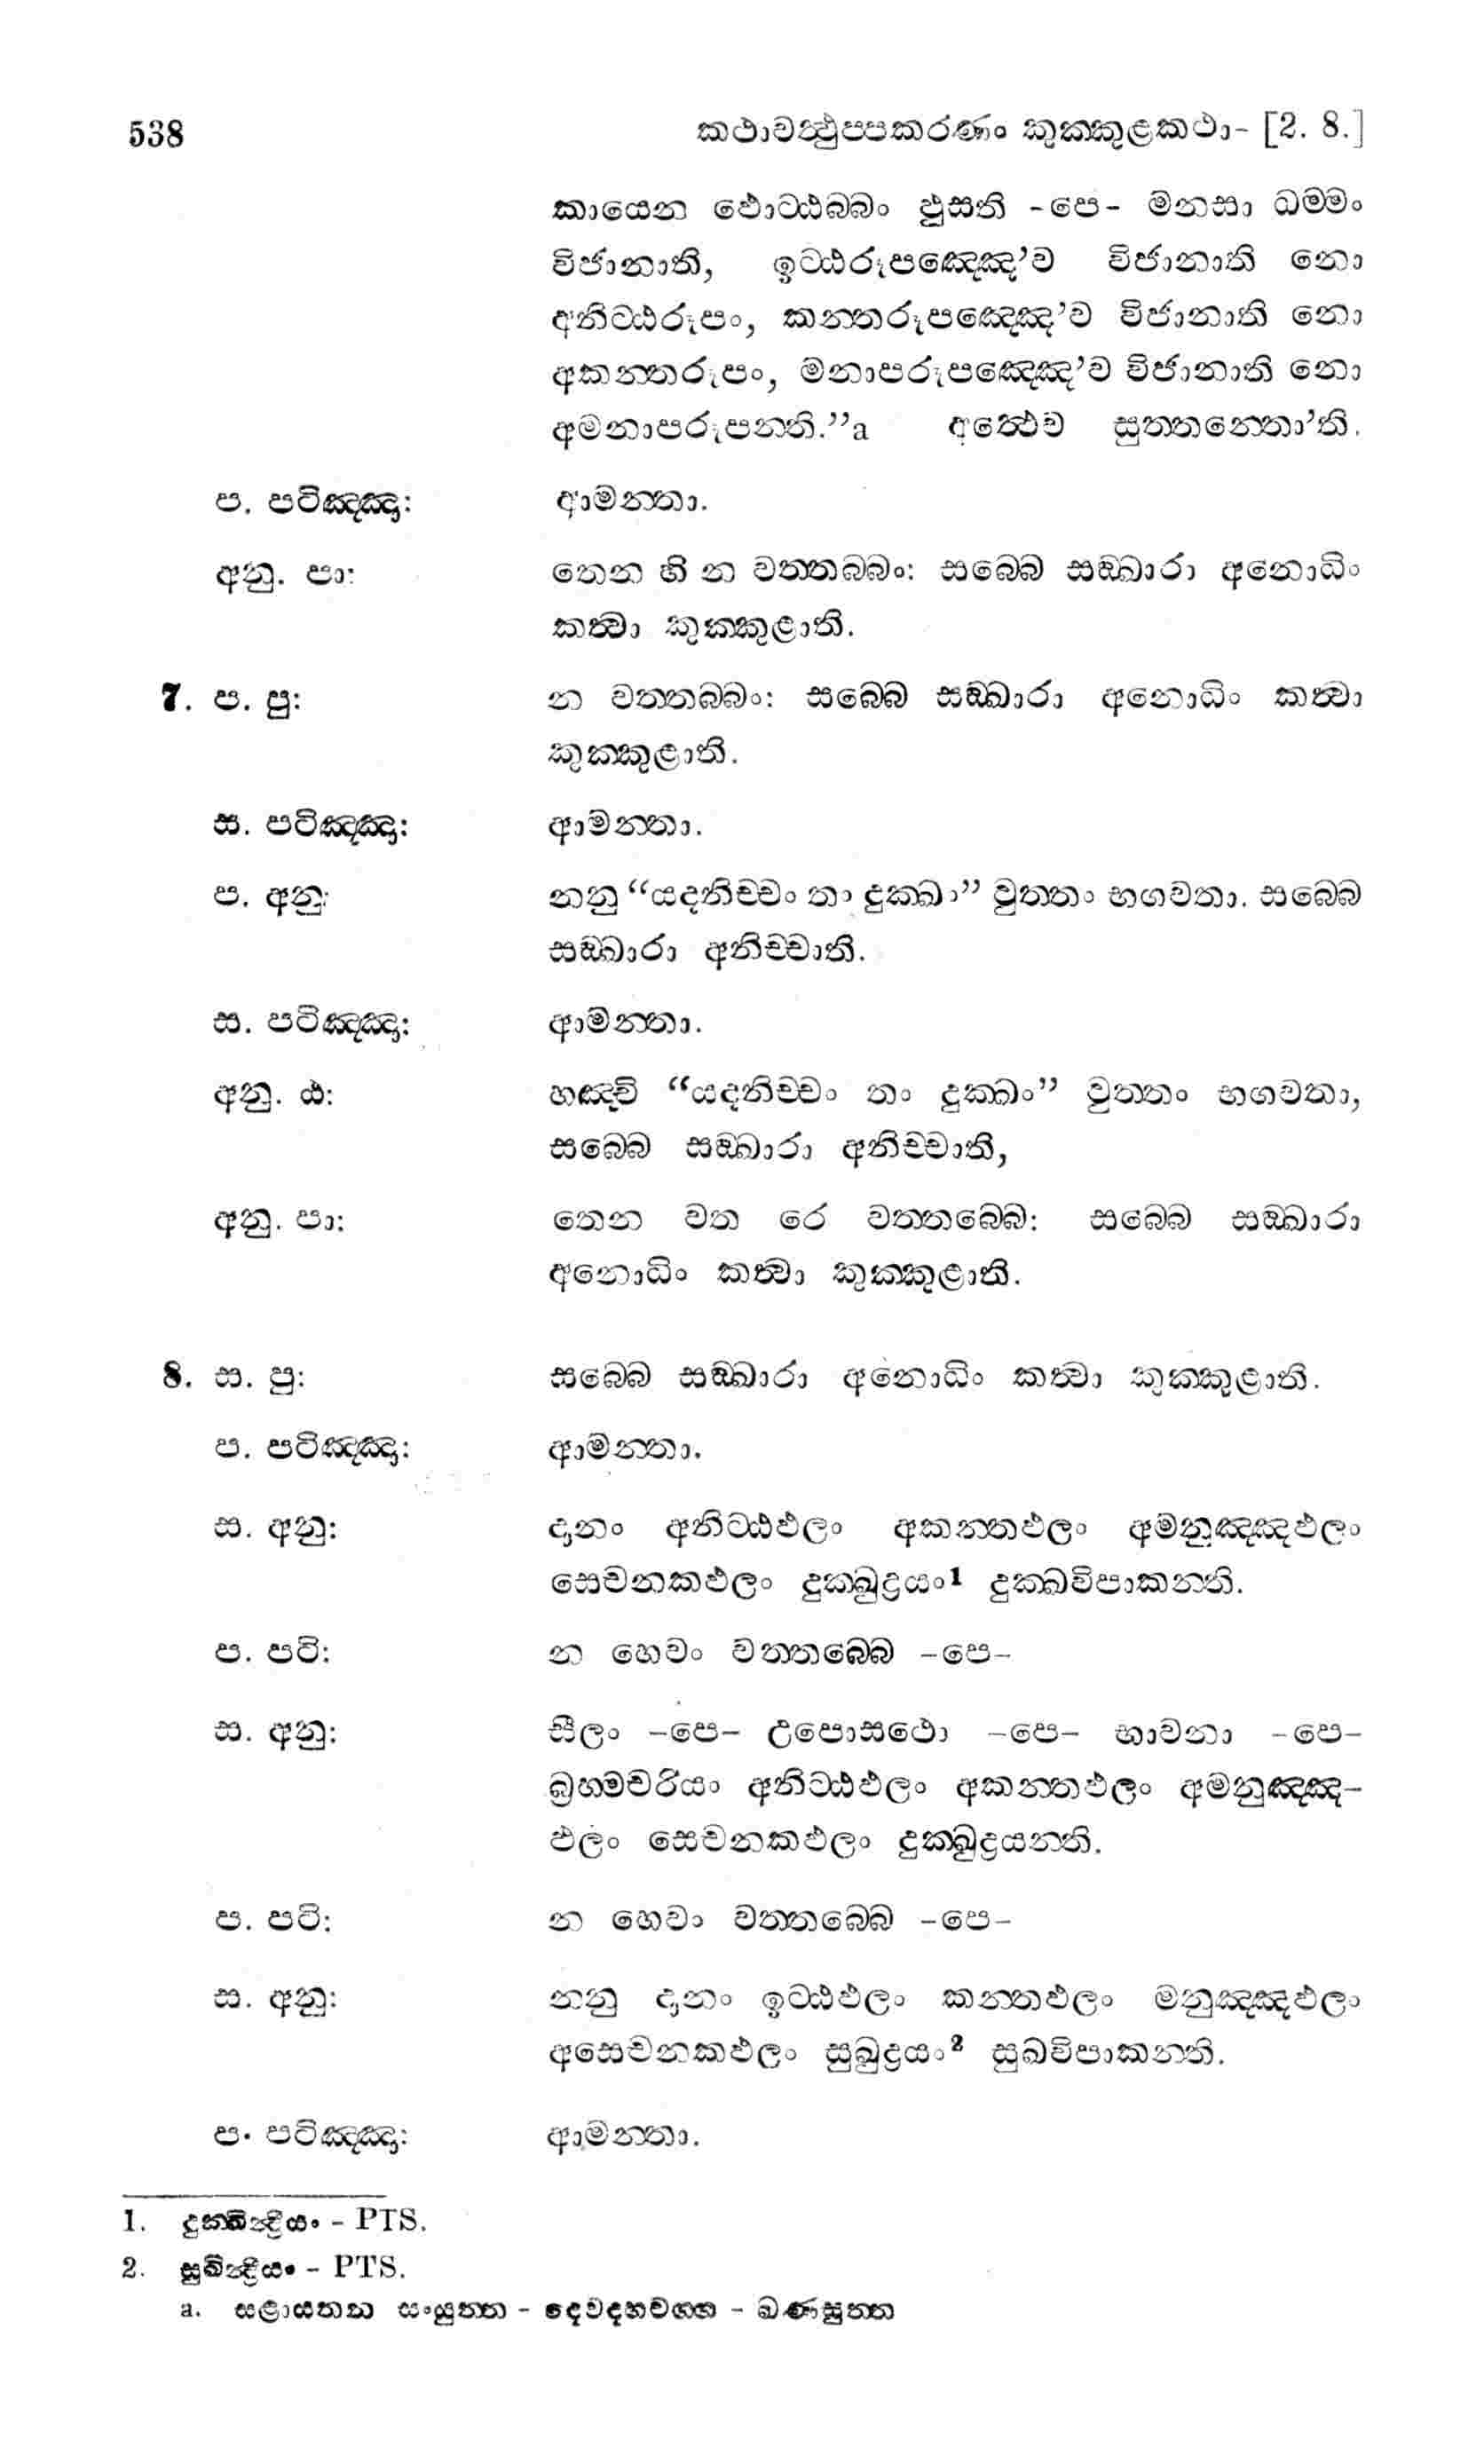 538 කථාවත්ථුප්පකරණං කුක්කුළකථා- [2. 8.]
කායෙන ඵොට්ඨබ්බං ඵුසති -පෙ- මනසා ධම්මං
විජානාති, ඉට්ඨරූපඤ්ඤෙ’ව විජානාති නො
අනිට්ඨරූපං, කන්තරූපඤ්ඤෙ’ව විජානාති නො
අකන්තරූපං, මනාපරූපඤ්ඤෙ’ව විජානාති නො
අමනාපරූපන්ති.”a අත්ථෙව සුත්තන්තො’ති.
ප. පටිඤ්ඤා: ආමන්තා.
අනු. පා: තෙන හි න වත්තබ්බං: සබ්බෙ සඞ්ඛාරා අනොධිං
කත්වා කුක්කුළාති.
7. ප. පු: න වත්තබ්බං: සබ්බෙ සඞ්ඛාරා අනොධිං කත්වා
කුක්කුළාති.
ස. පටිඤ්ඤා: ආමන්තා.
ප. අනු: නනු “යදනිච්චං තං දුක්ඛං” වුත්තං භගවතා. සබ්බෙ
සඞ්ඛාරා අනිච්චාති.
ස. පටිඤ්ඤා: ආමන්තා.
අනු. ඨ: හඤ්චි “යදනිච්චං තං දුක්ඛං” වුත්තං භගවතා,
සබ්බෙ සඞ්ඛාරා අනිච්චාති,
අනු. පා: තෙන වත රෙ වත්තබ්බෙ: සබ්බෙ සඞ්ඛාරා
අනොධිං කත්වා කුක්කුළාති.
8. ස. පු: සබ්බෙ සඞ්ඛාරා අනොධිං කත්වා කුක්කුළාති.
ප. පටිඤ්ඤා: ආමන්තා.
ස. අනු: දානං අනිට්ඨඵලං අකන්තඵලං අමනුඤ්ඤඵලං
සෙචනකඵලං දුක්ඛුද්‍රයං1 දුක්ඛවිපාකන්ති.
ප. පටි: න හෙවං වත්තබ්බෙ -පෙ-
ස. අනු: සීලං -පෙ- උපොසථො -පෙ- භාවනා -පෙ-
බ්‍රහ්මචරියං අනිට්ඨඵලං අකන්තඵලං අමනුඤ්ඤ-
ඵලං සෙචනකඵලං දුක්ඛුද්‍රයන්ති.
ප. පටි: න හෙවං වත්තබ්බෙ -පෙ-
ස. අනු: නනු දානං ඉට්ඨඵලං කන්තඵලං මනුඤ්ඤඵලං
අසෙචනකඵලං සුඛුද්‍රයං2 සුඛවිපාකන්ති.
ප. පටිඤ්ඤා: ආමන්තා.
1. දුක්ඛින්ද්‍රියං - PTS.
2. සුඛින්ද්‍රියං - PTS.
a. සළායතන සංයුත්ත - දෙවදහවග්ග - ඛණසුත්ත